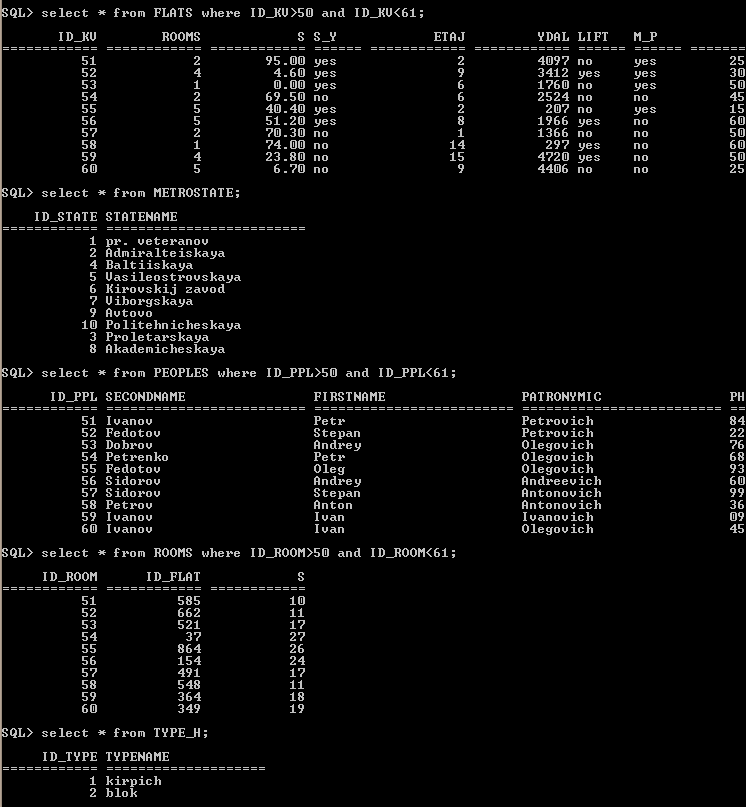 SQL> select * from FLATS where ID_KV>50 and ID_KV<61;
ID_KV ROOMS S S_Y ETAJ YDAL LIFT M_P
============ ============ ============ ====== ============ ============ ====== ====== =======
51 2 95.00 yes 2 4097 no yes 25
52 4 4.60 yes 9 3412 yes yes 30
53 1 0.00 yes 6 1760 no yes 50
54 2 69.50 no 6 2524 no no 45
55 5 40.40 yes 2 207 no yes 15
56 5 51.20 yes 8 1966 yes no 60
57 2 70.30 no 1 1366 no no 50
58 1 74.00 no 14 297 yes no 60
59 4 23.80 no 15 4720 yes no 50
60 5 6.70 no 9 4406 no no 25
SQL> select * from METROSTATE;
ID_STATE STATENAME
============ =========================
1 pr. veteranov
2 Admiralteiskaya
4 Baltiiskaya
5 Vasileostrovskaya
6 Kirovskij zavod
7 Viborgskaya
9 Avtovo
10 Politehnicheskaya
3 Proletarskaya
8 Akademicheskaya
SQL> select * from PEOPLES where ID_PPL>50 and ID_PPL<61;
ID_PPL SECONDNAME FIRSTNAME PATRONYMIC PH
============ ========================= ========================= ========================= ==
51 Ivanov Petr Petrovich 84
52 Fedotov Stepan Petrovich 22
53 Dobrov Andrey Olegovich 76
54 Petrenko Petr Olegovich 68
55 Fedotov Oleg Olegovich 93
56 Sidorov Andrey Andreevich 60
57 Sidorov Stepan Antonovich 99
58 Petrov Anton Antonovich 36
59 Ivanov Ivan Ivanovich 09
60 Ivanov Ivan Olegovich 45
SQL> select * from ROOMS where ID_ROOM>50 and ID_ROOM<61;
ID_ROOM ID_FLAT S
============ ============ ============
51 585 10
52 662 11
53 521 17
54 37 27
55 864 26
56 154 24
57 491 17
58 548 11
59 364 18
60 349 19
SQL> select * from TYPE_H;
ID_TYPE TYPENAME
============ ====================
1 kirpich
2 blok